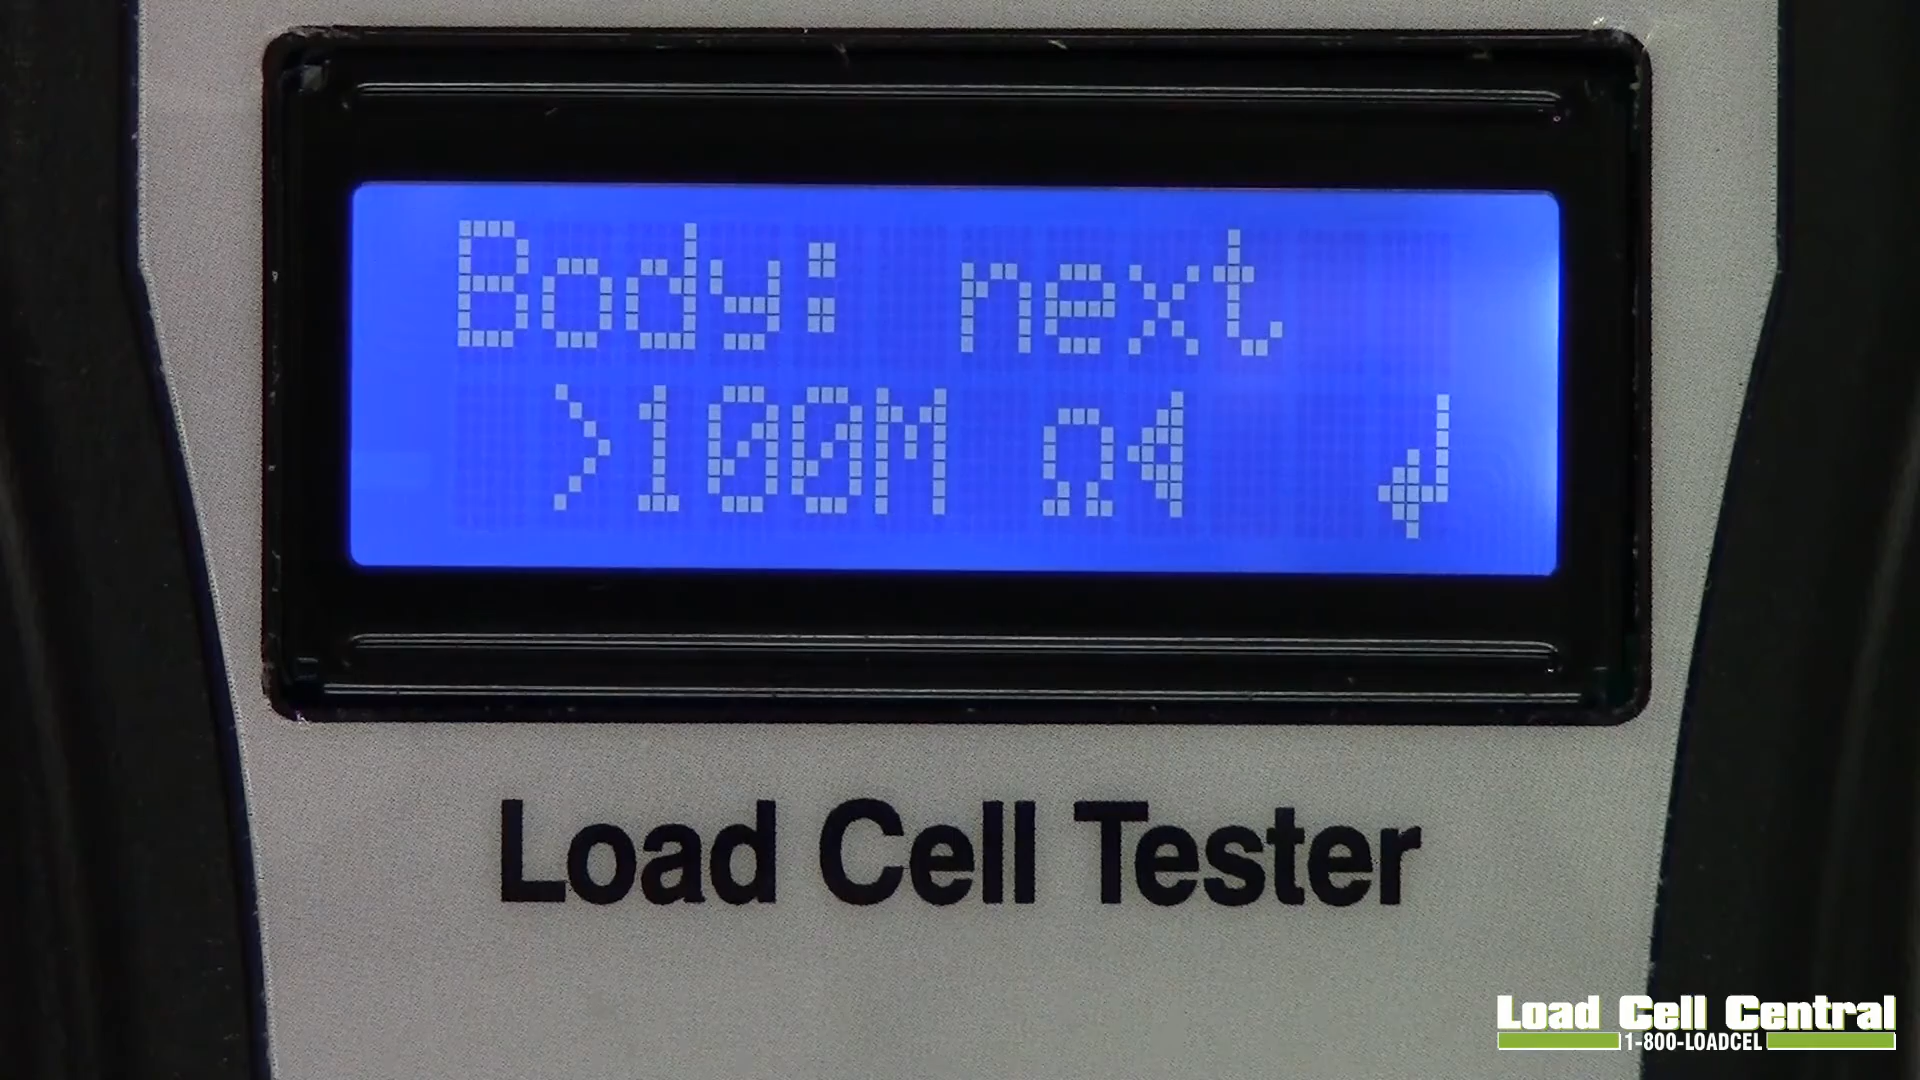 Body: next
>100M Ω◀ ↲
Load Cell Tester
Load Cell Central
1-800-LOADCEL